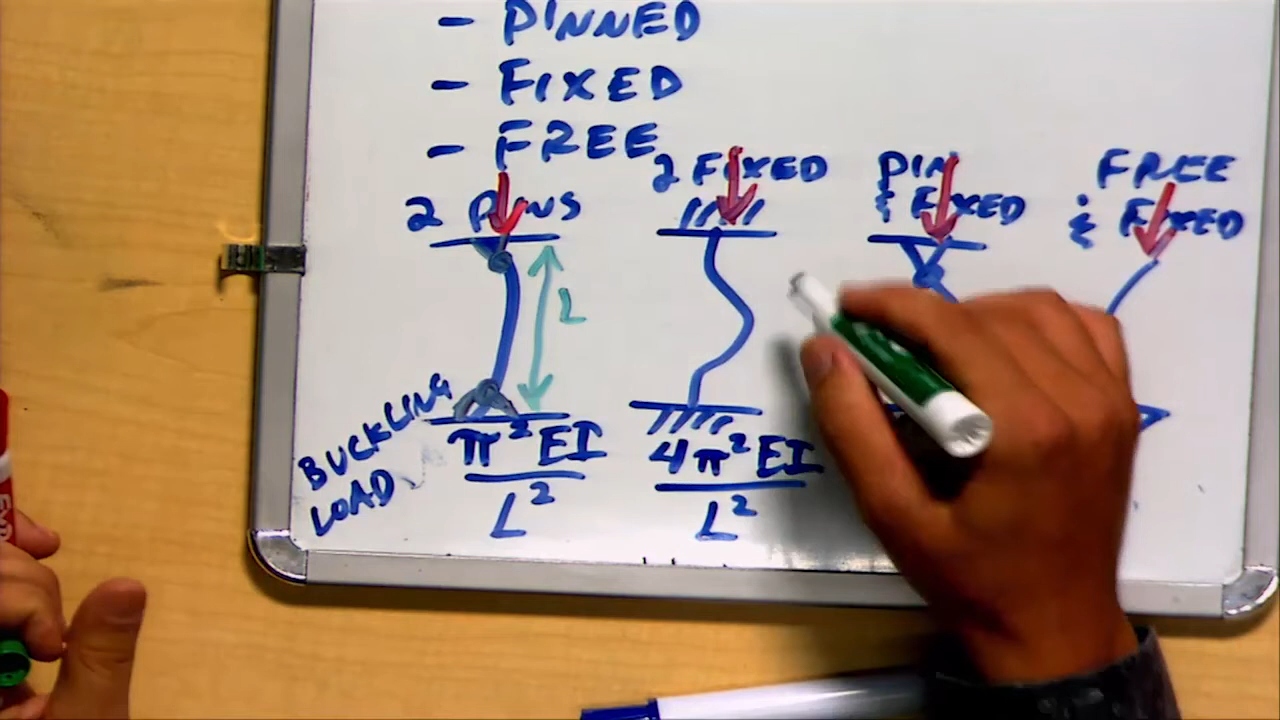 - PINNED
- FIXED
- FREE
2 PINS
2 FIXED
PIN
& FIXED
FREE
& FIXED
L
BUCKLING
LOAD
π²EI
L²
4π²EI
L²